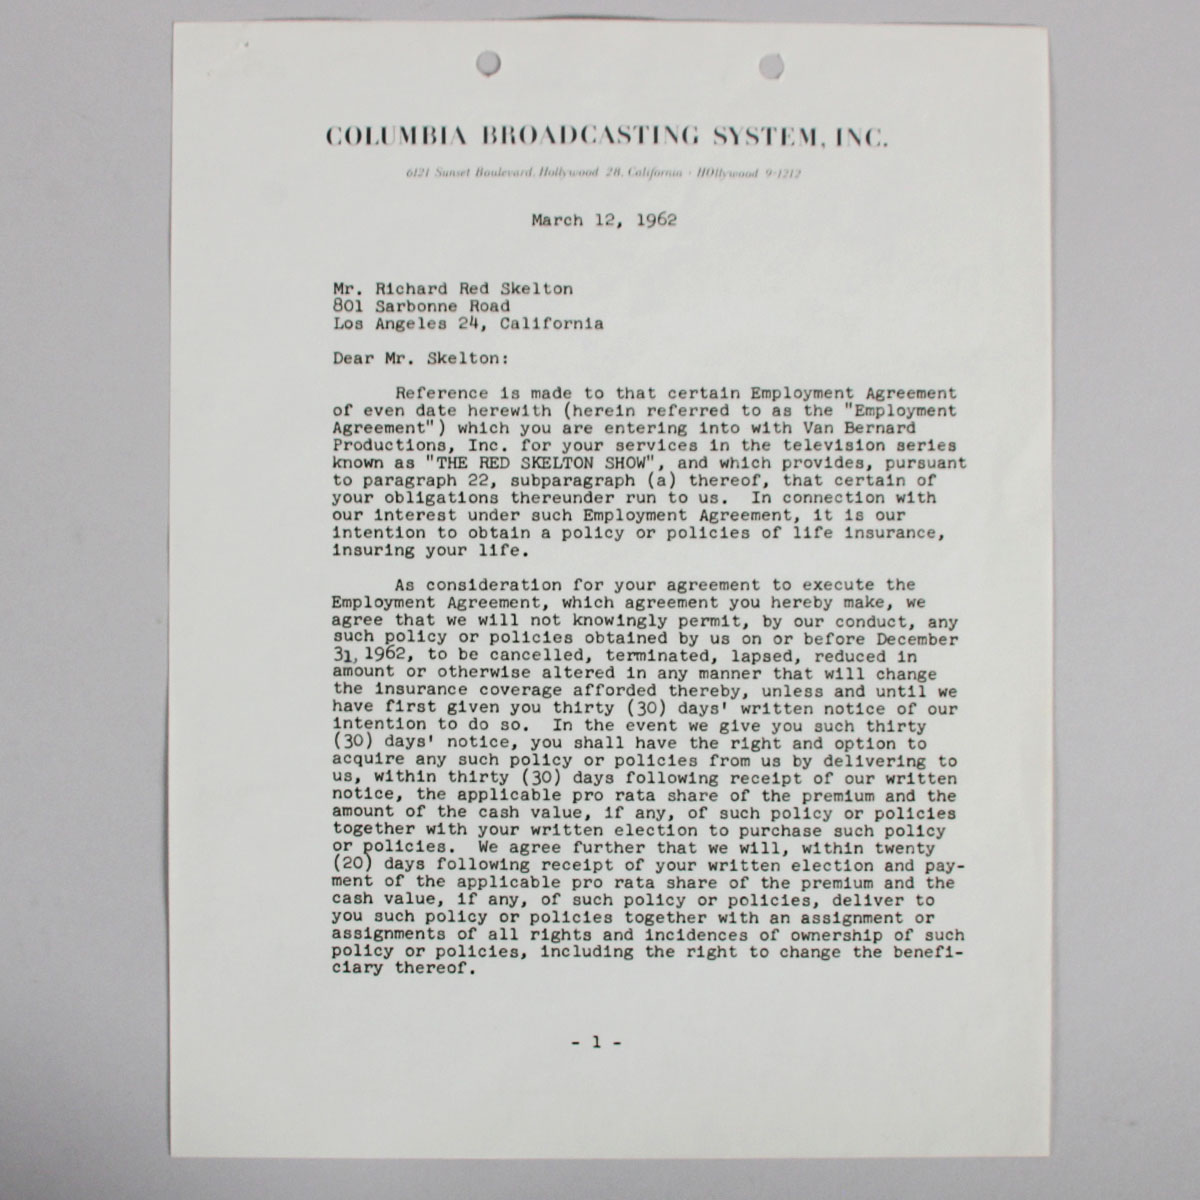 COLUMBIA BROADCASTING SYSTEM, INC.
6121 Sunset Boulevard, Hollywood 28, California · HOllywood 9-1212
March 12, 1962
Mr. Richard Red Skelton
801 Sarbonne Road
Los Angeles 24, California
Dear Mr. Skelton:
Reference is made to that certain Employment Agreement
of even date herewith (herein referred to as the "Employment
Agreement") which you are entering into with Van Bernard
Productions, Inc. for your services in the television series
known as "THE RED SKELTON SHOW", and which provides, pursuant
to paragraph 22, subparagraph (a) thereof, that certain of
your obligations thereunder run to us. In connection with
our interest under such Employment Agreement, it is our
intention to obtain a policy or policies of life insurance,
insuring your life.
As consideration for your agreement to execute the
Employment Agreement, which agreement you hereby make, we
agree that we will not knowingly permit, by our conduct, any
such policy or policies obtained by us on or before December
31, 1962, to be cancelled, terminated, lapsed, reduced in
amount or otherwise altered in any manner that will change
the insurance coverage afforded thereby, unless and until we
have first given you thirty (30) days' written notice of our
intention to do so. In the event we give you such thirty
(30) days' notice, you shall have the right and option to
acquire any such policy or policies from us by delivering to
us, within thirty (30) days following receipt of our written
notice, the applicable pro rata share of the premium and the
amount of the cash value, if any, of such policy or policies
together with your written election to purchase such policy
or policies. We agree further that we will, within twenty
(20) days following receipt of your written election and pay-
ment of the applicable pro rata share of the premium and the
cash value, if any, of such policy or policies, deliver to
you such policy or policies together with an assignment or
assignments of all rights and incidences of ownership of such
policy or policies, including the right to change the benefi-
ciary thereof.
- 1 -